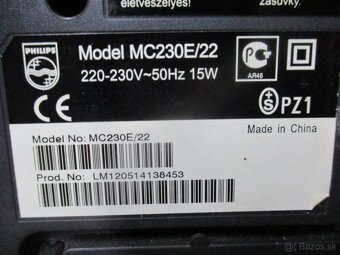 életveszélyes!
zásuvky.
PHILIPS
Model MC230E/22
220-230V~50Hz 15W
АЯ46
CE
S
PZ1
Made in China
Model No: MC230E/22
Prod. No: LM120514138453
Bazos.sk